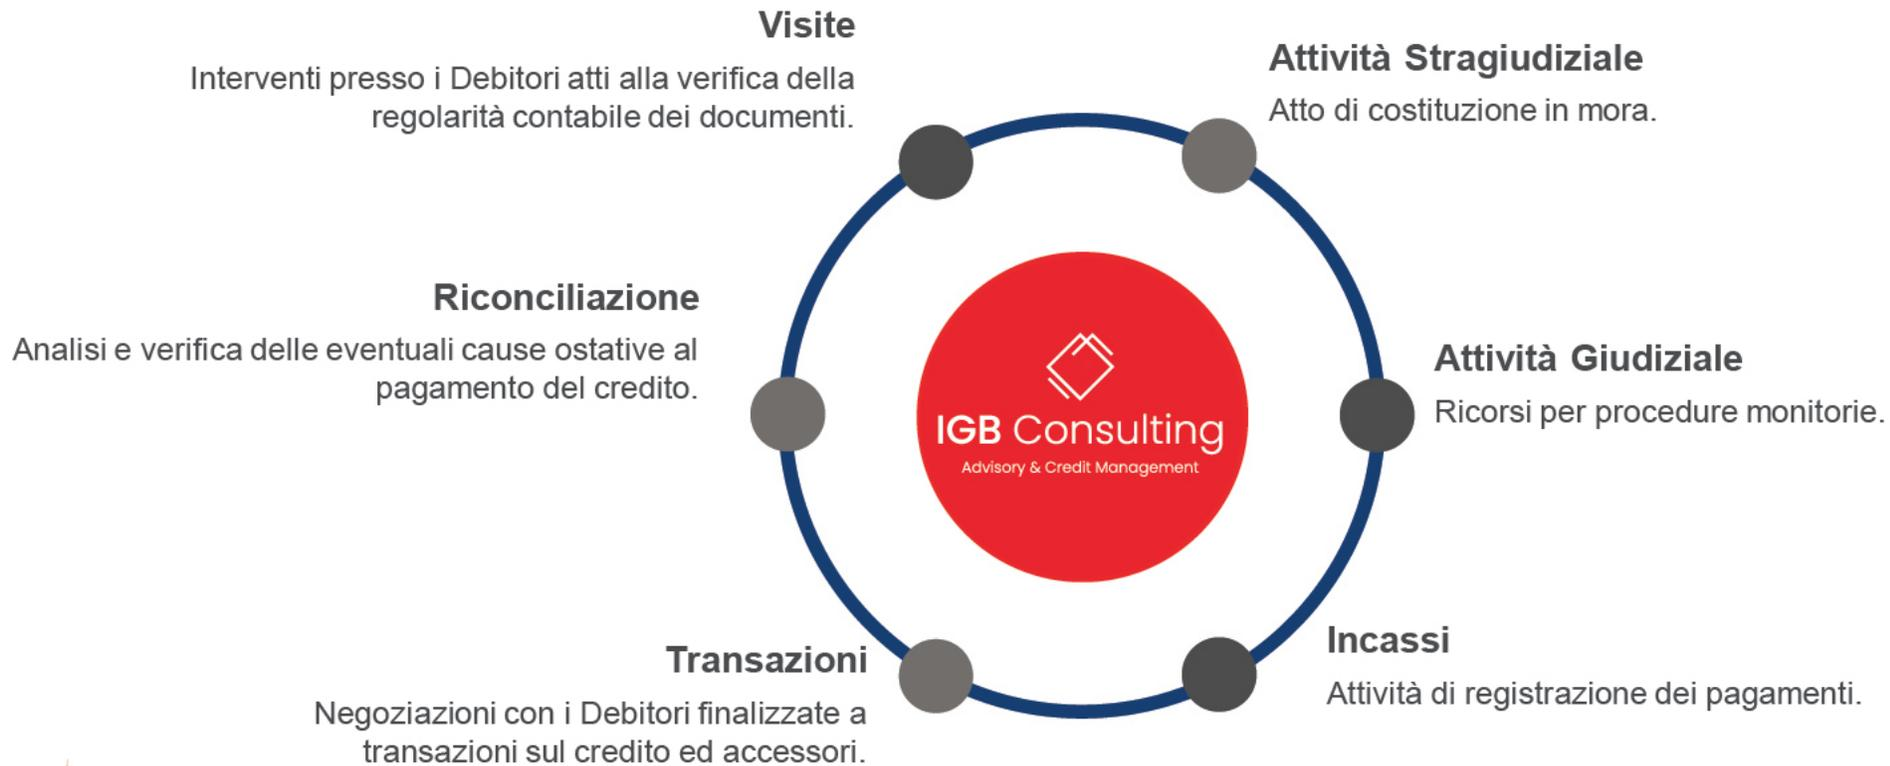 Visite
Interventi presso i Debitori atti alla verifica della
regolarità contabile dei documenti.
Attività Stragiudiziale
Atto di costituzione in mora.
Riconciliazione
Analisi e verifica delle eventuali cause ostative al
pagamento del credito.
IGB Consulting
Advisory & Credit Management
Attività Giudiziale
Ricorsi per procedure monitorie.
Transazioni
Negoziazioni con i Debitori finalizzate a
transazioni sul credito ed accessori.
Incassi
Attività di registrazione dei pagamenti.